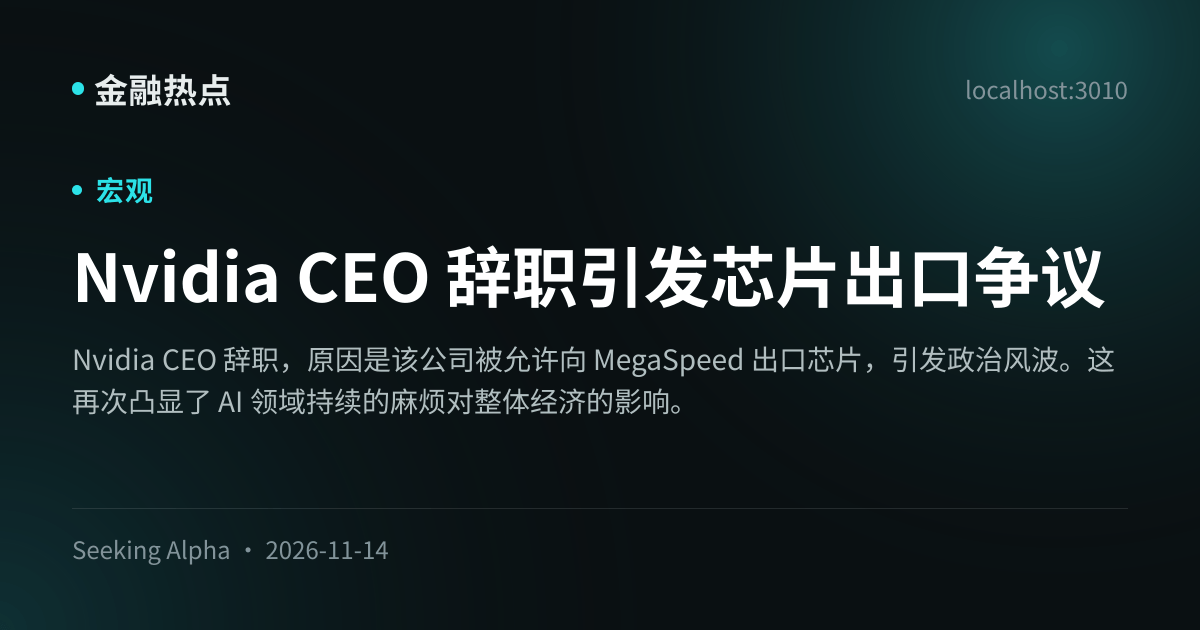 金融热点
localhost:3010
宏观
Nvidia CEO 辞职引发芯片出口争议
Nvidia CEO 辞职，原因是该公司被允许向 MegaSpeed 出口芯片，引发政治风波。这
再次凸显了 AI 领域持续的麻烦对整体经济的影响。
Seeking Alpha · 2026-11-14